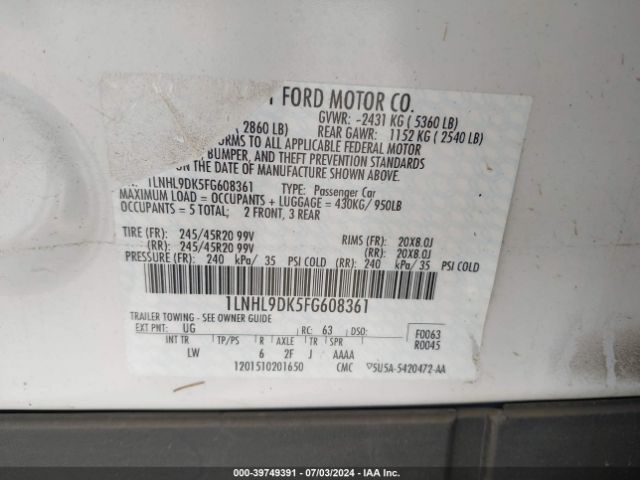 FORD MOTOR CO.
GVWR: -2431 KG ( 5360 LB)
2860 LB) REAR GAWR: 1152 KG ( 2540 LB)
ORMS TO ALL APPLICABLE FEDERAL MOTOR
, BUMPER, AND THEFT PREVENTION STANDARDS
ON THE DATE OF MANUFACTURE SHOWN ABOVE.
1LNHL9DK5FG608361 TYPE: Passenger Car
MAXIMUM LOAD = OCCUPANTS + LUGGAGE = 430KG/ 950LB
OCCUPANTS = 5 TOTAL; 2 FRONT, 3 REAR
TIRE (FR): 245/45R20 99V RIMS (FR): 20X8.0J
(RR): 245/45R20 99V (RR): 20X8.0J
PRESSURE (FR): 240 kPa/ 35 PSI COLD (RR): 240 kPa/ 35 PSI COLD
1LNHL9DK5FG608361
TRAILER TOWING - SEE OWNER GUIDE
EXT PNT: UG RC: 63 DSO: F0063
R0045
INT TR TP/PS R AXLE TR SPR
LW 6 2F J AAAA
1201510201650 CMC 5U5A-5420472-AA
000-39749391 - 07/03/2024 - IAA Inc.